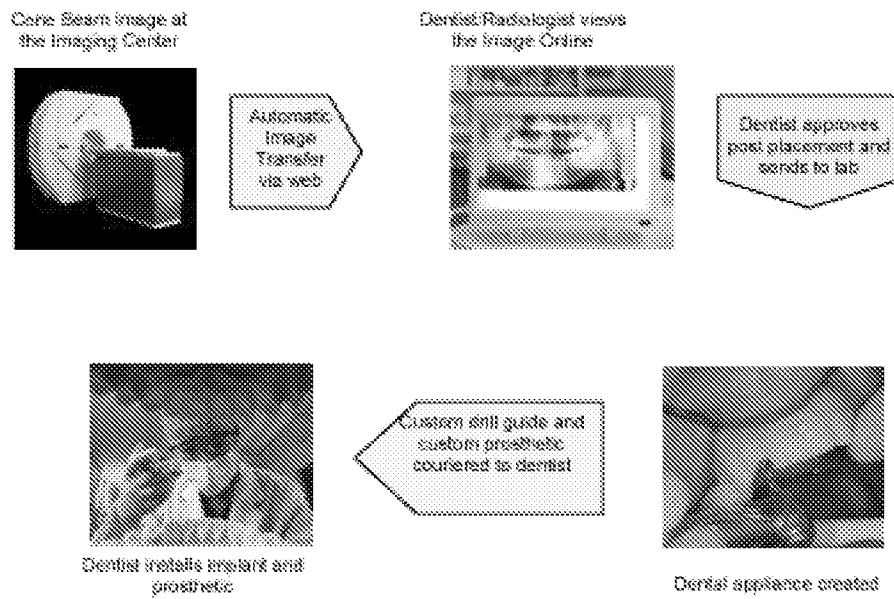 Cone Beam Image at
the Imaging Center
Dentist/Radiologist views
the Image Online
Automatic
Image
Transfer
via web
Dentist approves
post placement and
sends to lab
Custom drill guide and
custom prosthetic
couriered to dentist
Dentist installs implant and
prosthetic
Dental appliance created